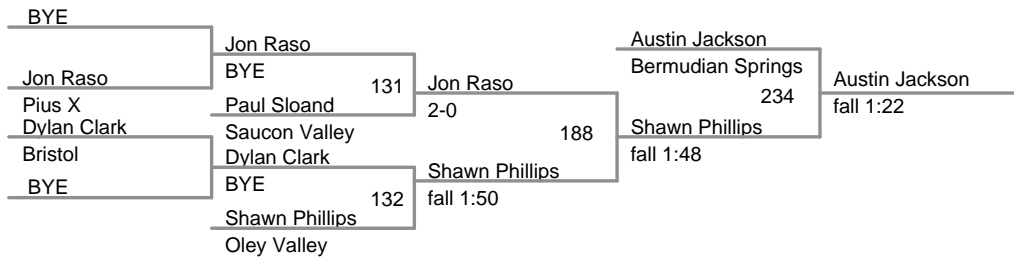 BYE
Jon Raso
Pius X
Dylan Clark
Bristol
BYE
Jon Raso
BYE
131
Paul Sloand
Saucon Valley
Dylan Clark
BYE
132
Shawn Phillips
Oley Valley
Jon Raso
2-0
188
Shawn Phillips
fall 1:50
Austin Jackson
Bermudian Springs
234
Shawn Phillips
fall 1:48
Austin Jackson
fall 1:22